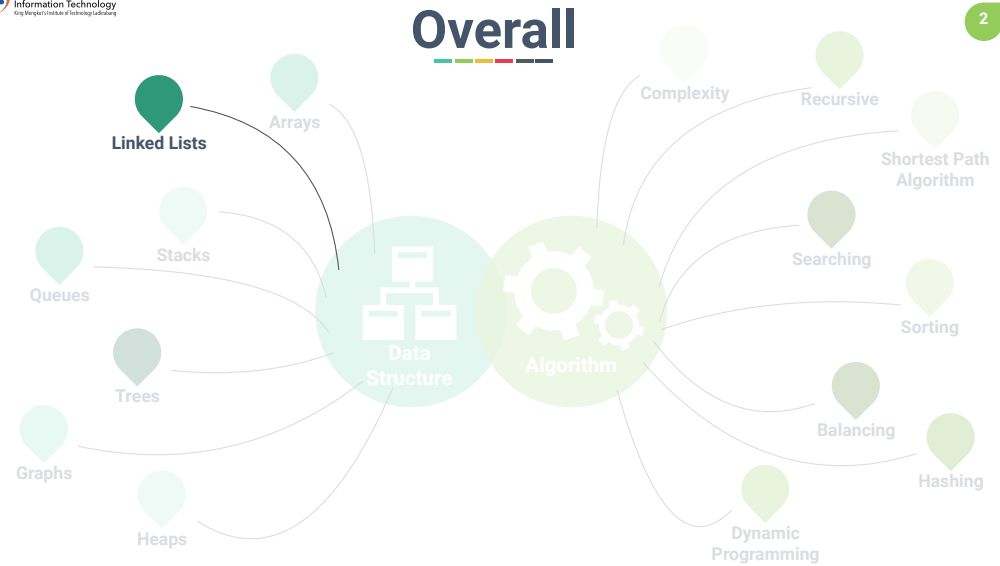 Information Technology
King Mongkut's Institute of Technology Ladkrabang
Overall
2
Linked Lists
Arrays
Stacks
Queues
Trees
Graphs
Heaps
Data
Structure
Algorithm
Complexity
Recursive
Shortest Path
Algorithm
Searching
Sorting
Balancing
Hashing
Dynamic
Programming